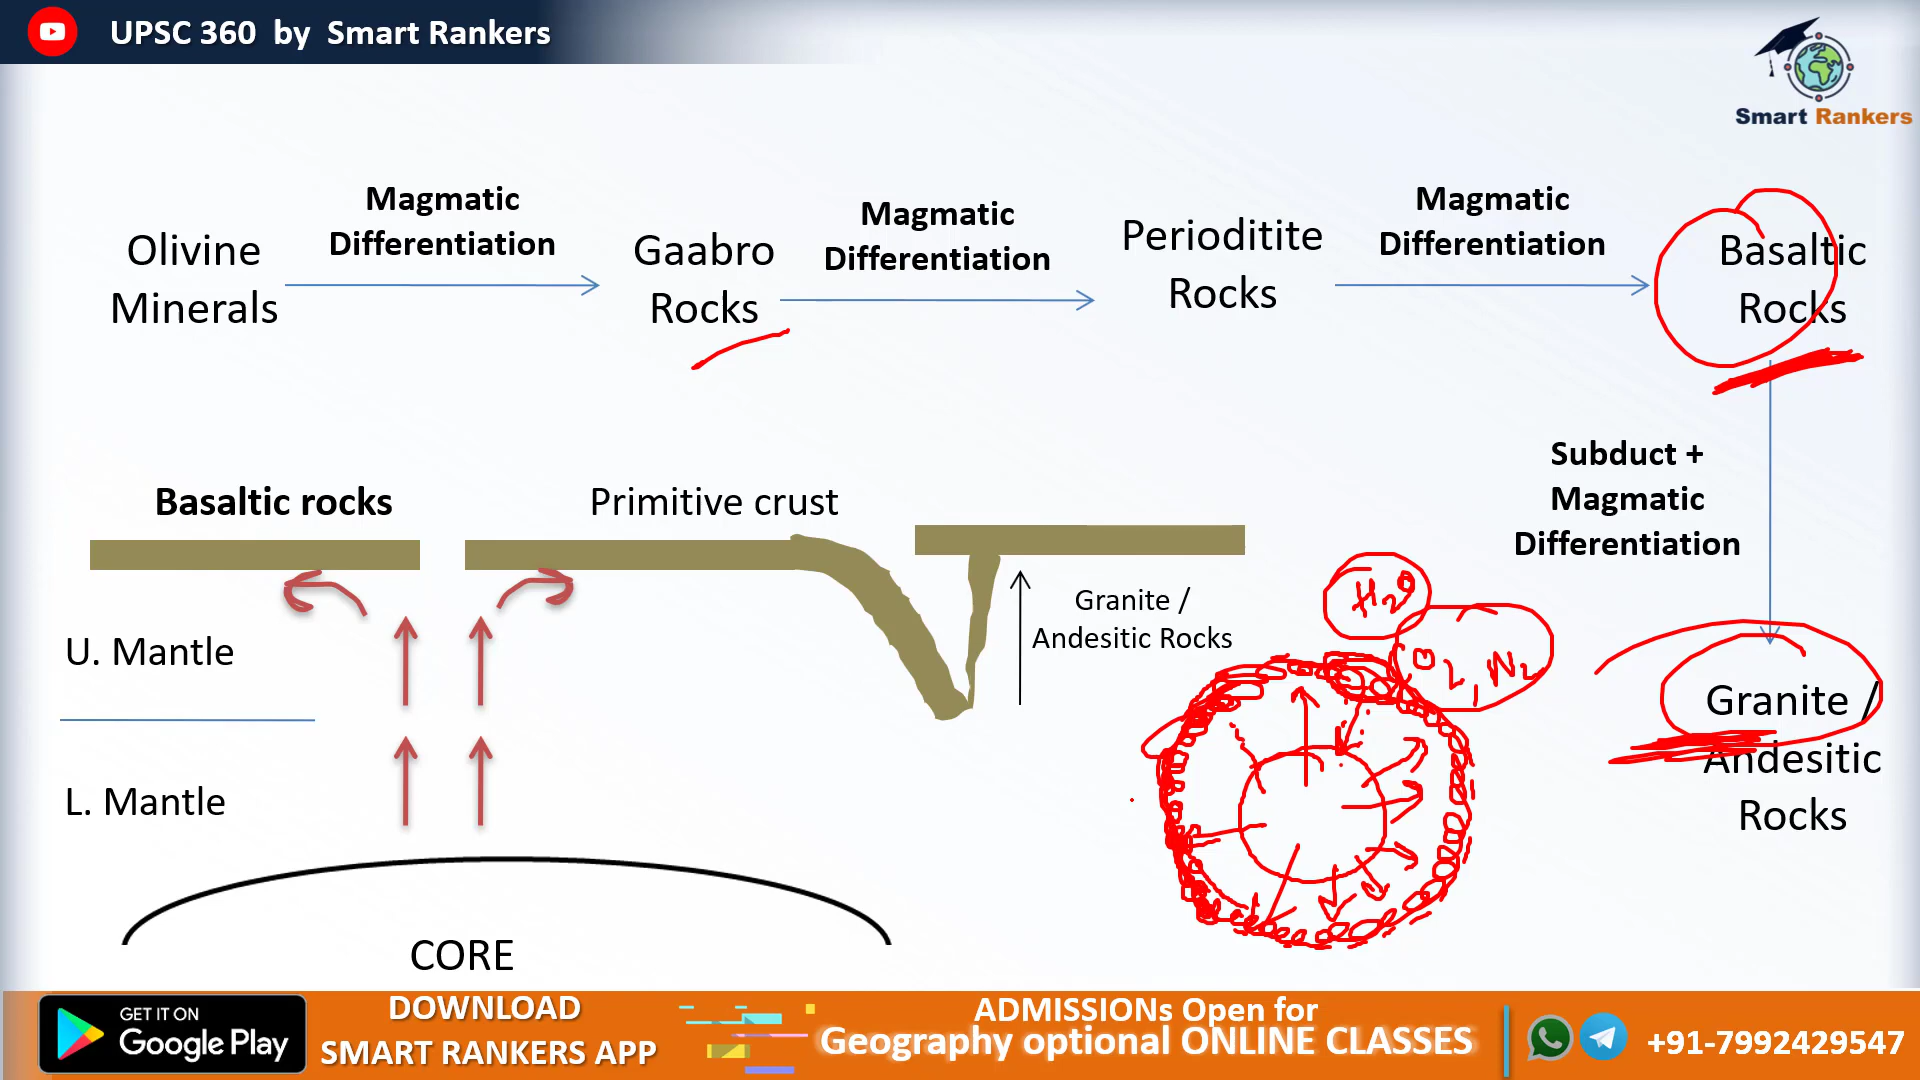 UPSC 360 by Smart Rankers
Smart Rankers
Magmatic
Differentiation
Magmatic
Differentiation
Magmatic
Differentiation
Olivine
Minerals
Gaabro
Rocks
Perioditite
Rocks
Basaltic
Rocks
Subduct +
Magmatic
Differentiation
Basaltic rocks
Primitive crust
Granite /
Andesitic Rocks
H2O
O2, N2
U. Mantle
L. Mantle
Granite /
Andesitic
Rocks
CORE
GET IT ON
Google Play
DOWNLOAD
SMART RANKERS APP
ADMISSIONs Open for
Geography optional ONLINE CLASSES
+91-7992429547